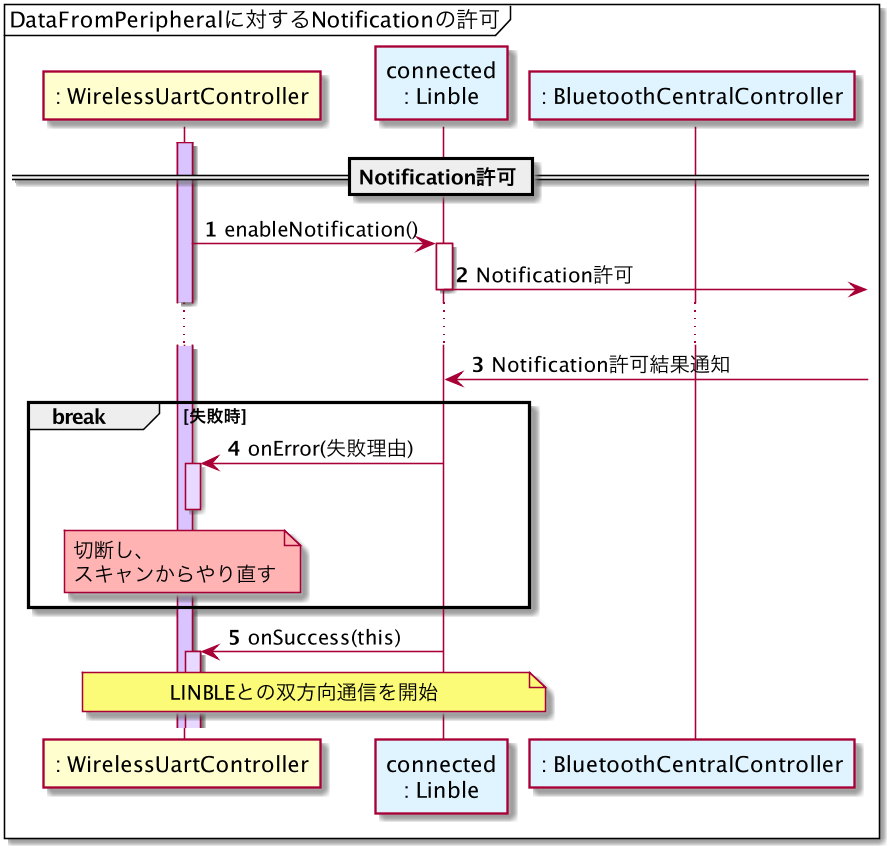 DataFromPeripheralに対するNotificationの許可
: WirelessUartController
connected
: Linble
: BluetoothCentralController
Notification許可
1 enableNotification()
2 Notification許可
3 Notification許可結果通知
break [失敗時]
4 onError(失敗理由)
切断し、
スキャンからやり直す
5 onSuccess(this)
LINBLEとの双方向通信を開始
: WirelessUartController
connected
: Linble
: BluetoothCentralController